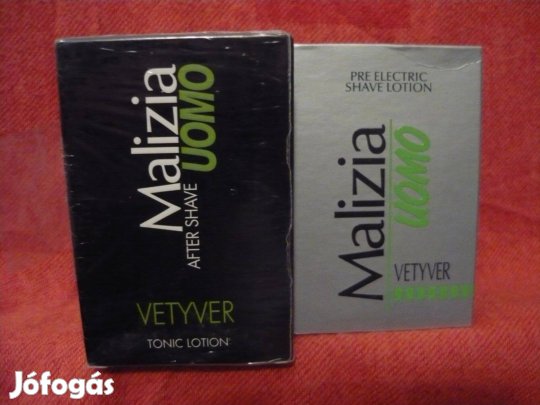 Malizia
UOMO
AFTER SHAVE
VETYVER
TONIC LOTION
PRE ELECTRIC
SHAVE LOTION
Malizia
UOMO
VETYVER
Jófogás